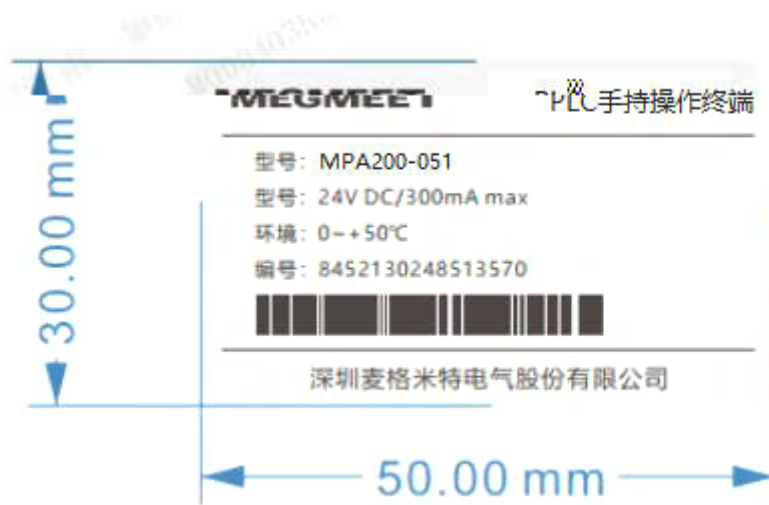 MEGMEET
PLC手持操作终端
型号：MPA200-051
型号：24V DC/300mA max
环境：0~+50℃
编号：8452130248513570
深圳麦格米特电气股份有限公司
30.00 mm
50.00 mm